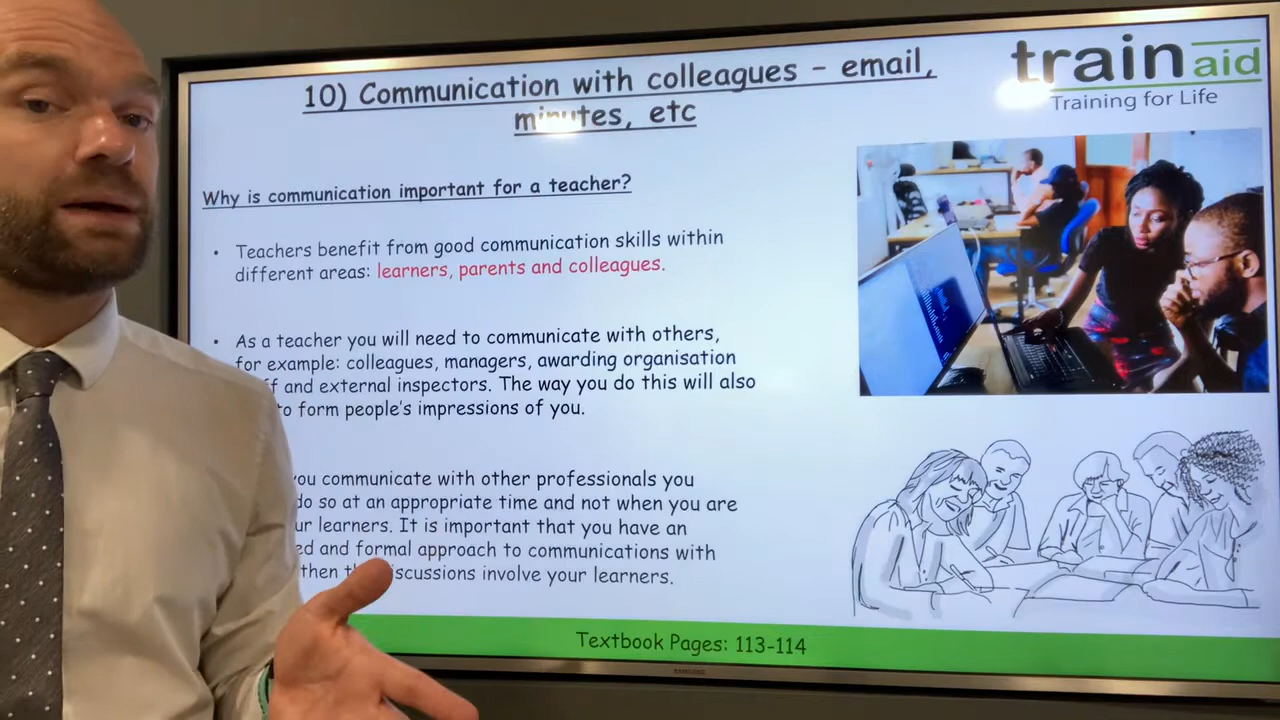 10) Communication with colleagues – email,
minutes, etc
train aid
Training for Life
Why is communication important for a teacher?
• Teachers benefit from good communication skills within
different areas: learners, parents and colleagues.
• As a teacher you will need to communicate with others,
for example: colleagues, managers, awarding organisation
and external inspectors. The way you do this will also
to form people's impressions of you.
you communicate with other professionals you
do so at an appropriate time and not when you are
learners. It is important that you have an
and formal approach to communications with
discussions involve your learners.
Textbook Pages: 113-114
SAMSUNG